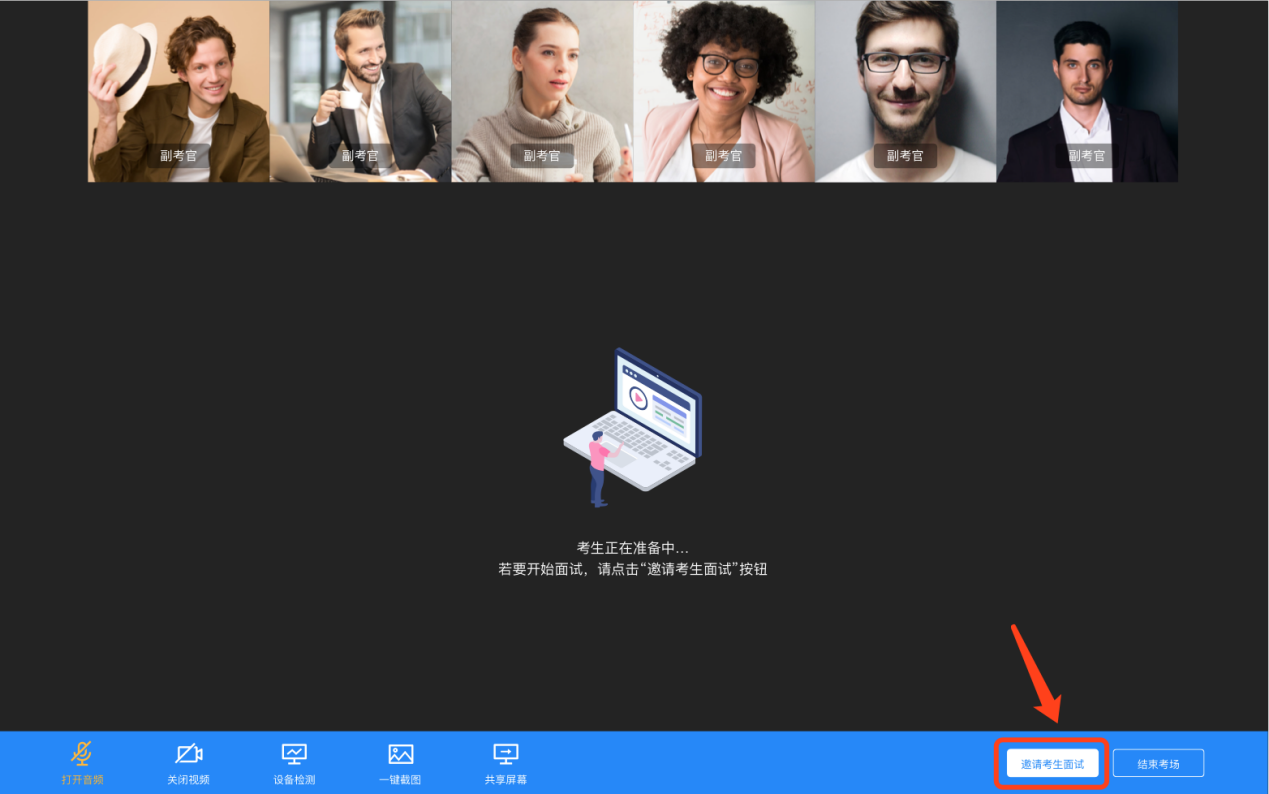 副考官
副考官
副考官
副考官
副考官
副考官
考生正在准备中...
若要开始面试，请点击“邀请考生面试”按钮
打开音频
关闭视频
设备检测
一键截图
共享屏幕
邀请考生面试
结束考场